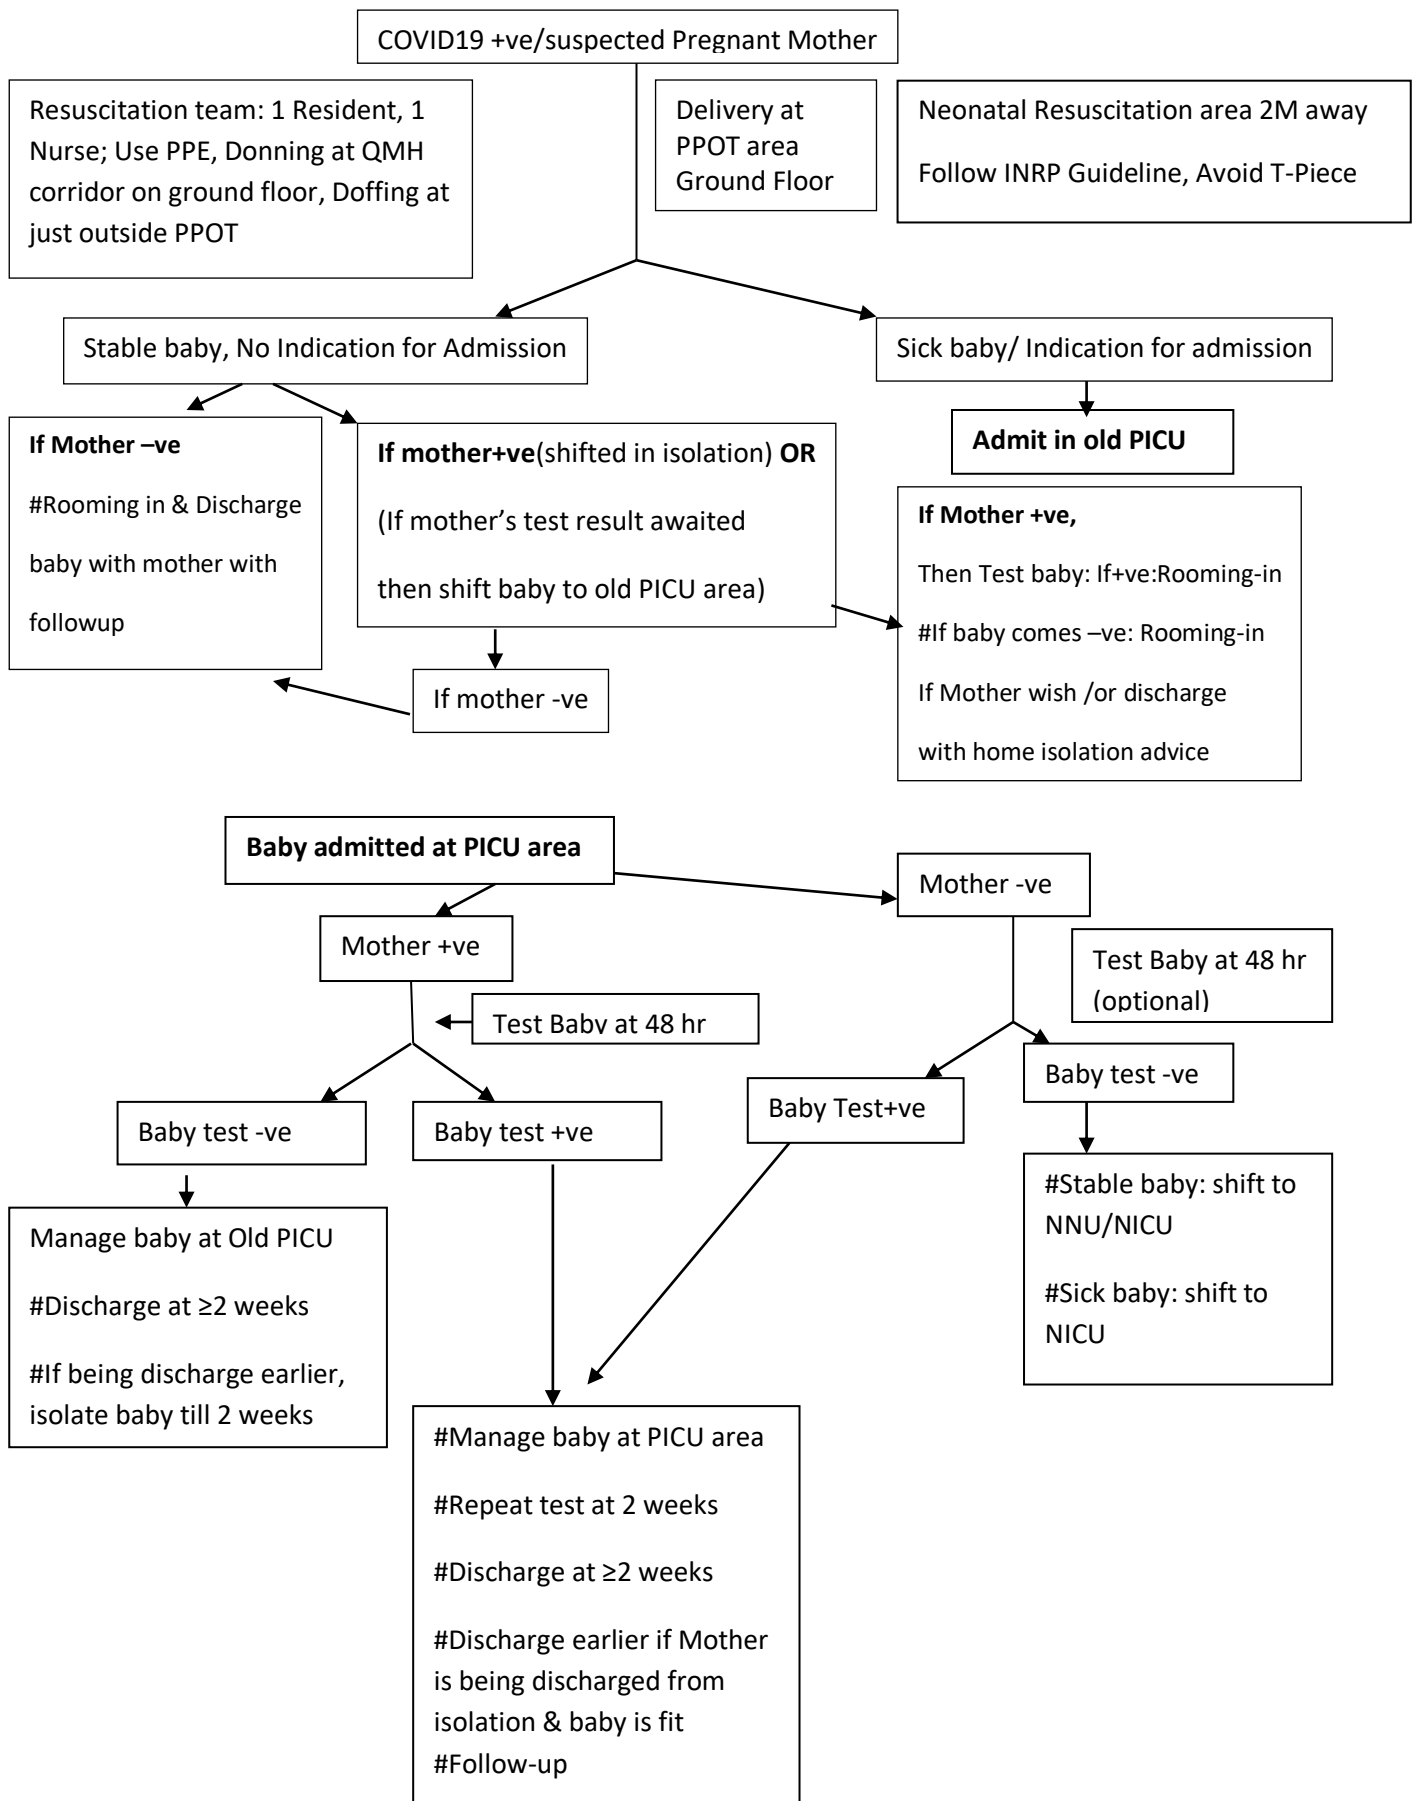 COVID19 +ve/suspected Pregnant Mother
Resuscitation team: 1 Resident, 1
Nurse; Use PPE, Donning at QMH
corridor on ground floor, Doffing at
just outside PPOT
Delivery at
PPOT area
Ground Floor
Neonatal Resuscitation area 2M away
Follow INRP Guideline, Avoid T-Piece
Stable baby, No Indication for Admission
Sick baby/ Indication for admission
If Mother –ve
#Rooming in & Discharge
baby with mother with
followup
If mother+ve(shifted in isolation) OR
(If mother’s test result awaited
then shift baby to old PICU area)
Admit in old PICU
If Mother +ve,
Then Test baby: If+ve:Rooming-in
#If baby comes –ve: Rooming-in
If Mother wish /or discharge
with home isolation advice
If mother -ve
Baby admitted at PICU area
Mother -ve
Mother +ve
Test Baby at 48 hr
(optional)
Test Baby at 48 hr
Baby test -ve
Baby Test+ve
Baby test -ve
Baby test +ve
#Stable baby: shift to
NNU/NICU
#Sick baby: shift to
NICU
Manage baby at Old PICU
#Discharge at ≥2 weeks
#If being discharge earlier,
isolate baby till 2 weeks
#Manage baby at PICU area
#Repeat test at 2 weeks
#Discharge at ≥2 weeks
#Discharge earlier if Mother
is being discharged from
isolation & baby is fit
#Follow-up